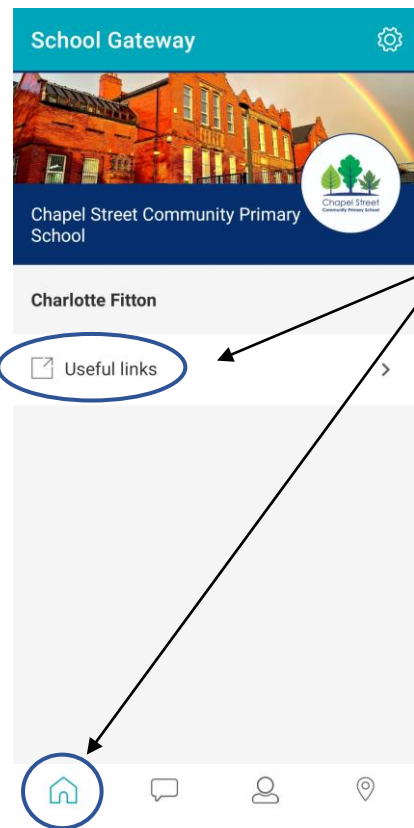 School Gateway
Chapel Street Community Primary
School
Chapel Street
Community Primary School
Charlotte Fitton
Useful links